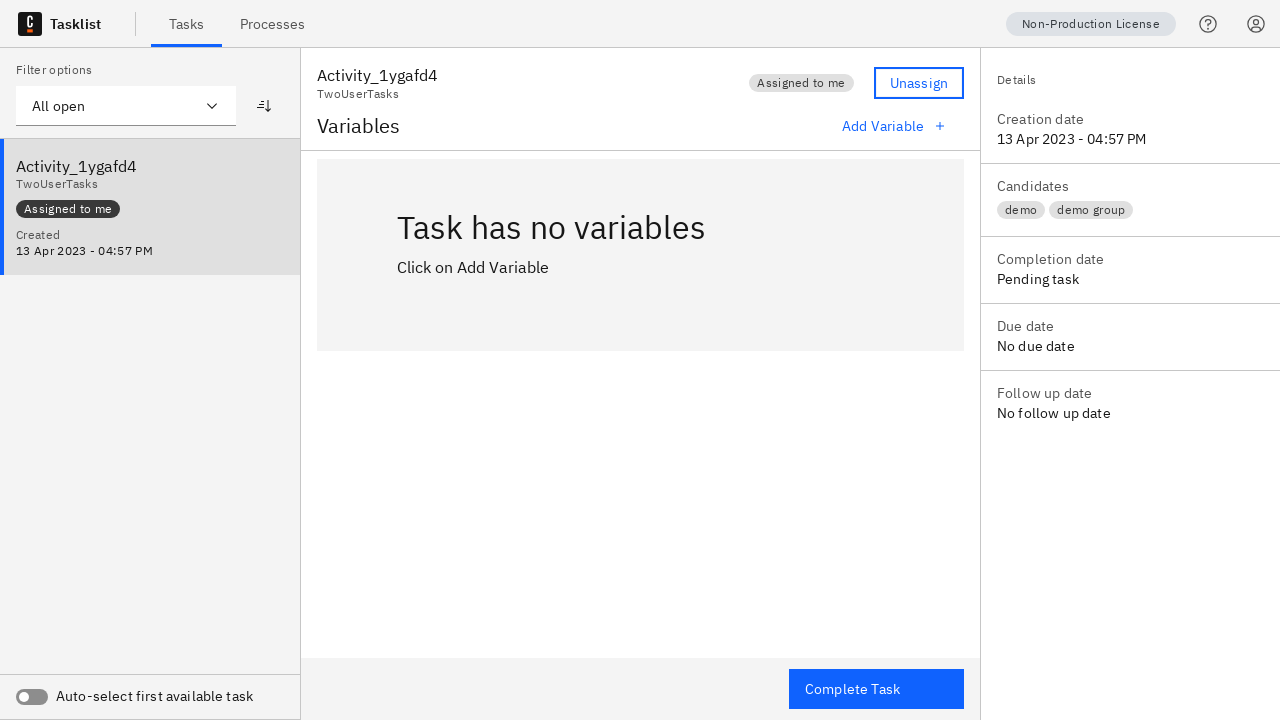 Tasklist
Tasks
Processes
Non-Production License
Filter options
All open
Activity_1ygafd4
TwoUserTasks
Assigned to me
Created
13 Apr 2023 - 04:57 PM
Auto-select first available task
Activity_1ygafd4
TwoUserTasks
Assigned to me
Unassign
Variables
Add Variable
Task has no variables
Click on Add Variable
Complete Task
Details
Creation date
13 Apr 2023 - 04:57 PM
Candidates
demo
demo group
Completion date
Pending task
Due date
No due date
Follow up date
No follow up date